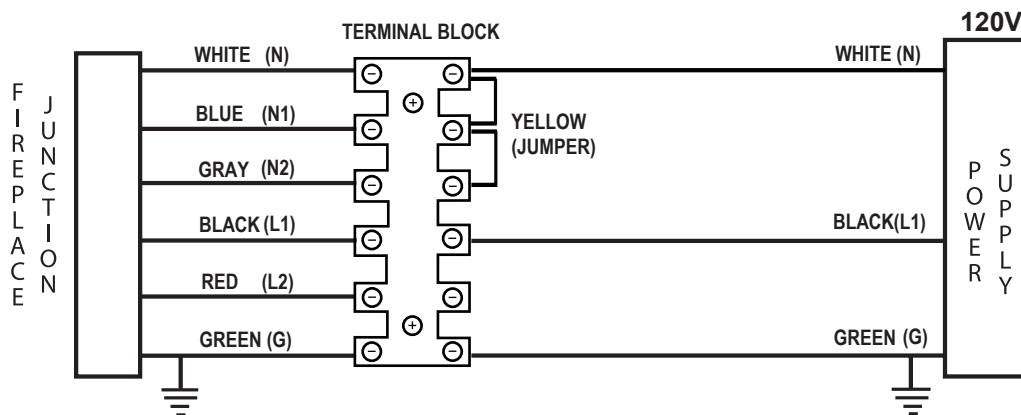 120V
TERMINAL BLOCK
WHITE (N)
WHITE (N)
BLUE (N1)
YELLOW
(JUMPER)
GRAY (N2)
BLACK (L1)
BLACK(L1)
RED (L2)
GREEN (G)
GREEN (G)
FIREPLACE
JUNCTION
POWER
SUPPLY